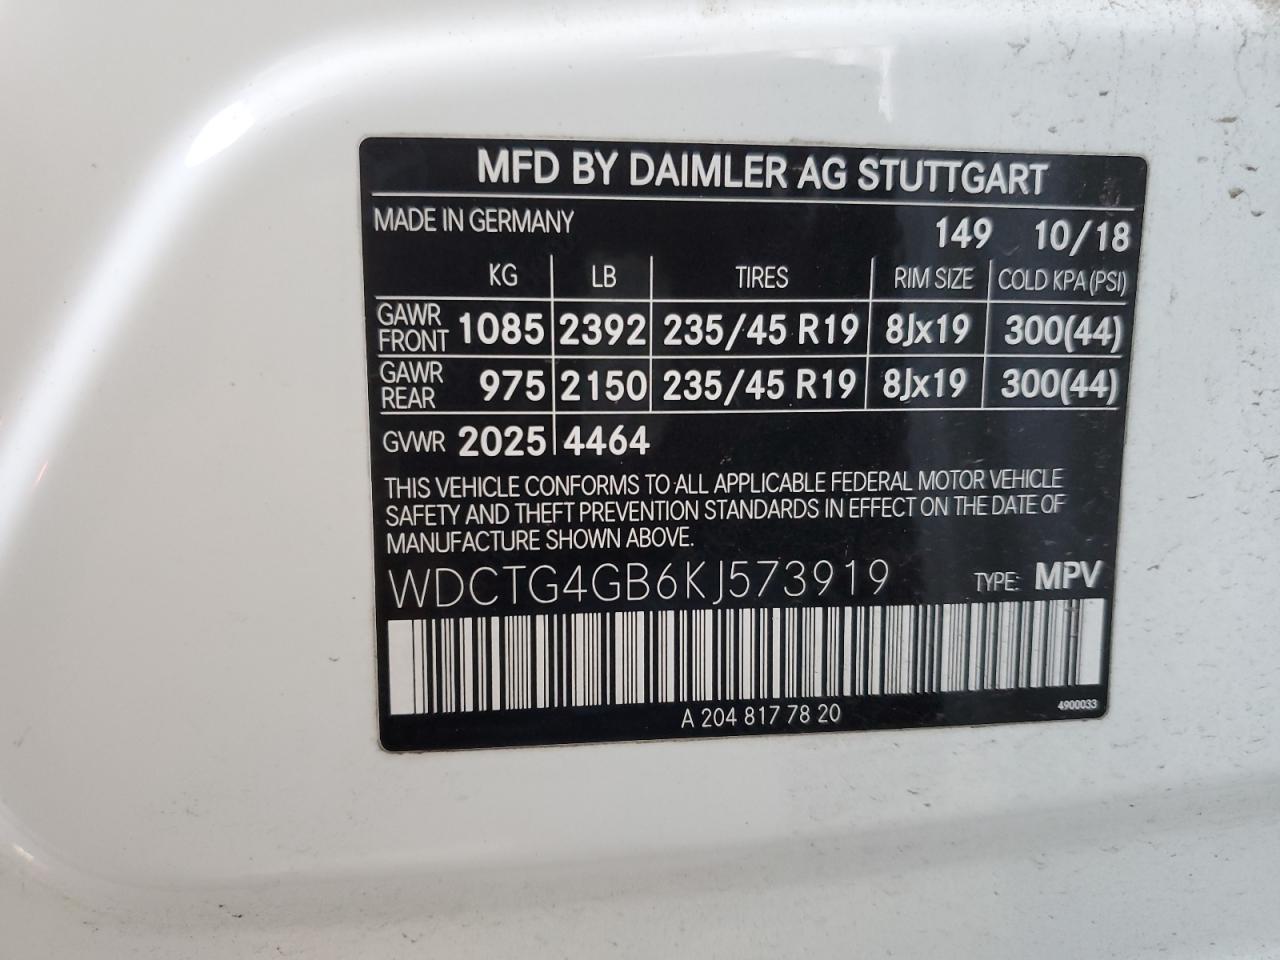 MFD BY DAIMLER AG STUTTGART
MADE IN GERMANY 149 10/18
KG LB TIRES RIM SIZE COLD KPA (PSI)
GAWR FRONT 1085 2392 235/45 R19 8Jx19 300(44)
GAWR REAR 975 2150 235/45 R19 8Jx19 300(44)
GVWR 2025 4464
THIS VEHICLE CONFORMS TO ALL APPLICABLE FEDERAL MOTOR VEHICLE
SAFETY AND THEFT PREVENTION STANDARDS IN EFFECT ON THE DATE OF
MANUFACTURE SHOWN ABOVE.
WDCTG4GB6KJ573919 TYPE: MPV
A 204 817 78 20 4900033